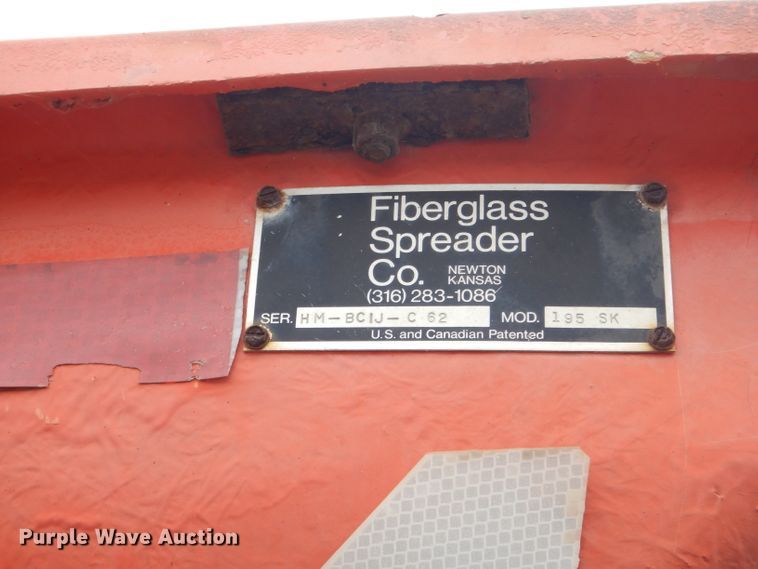 Fiberglass
Spreader
Co. NEWTON KANSAS
(316) 283-1086
SER. HM-BCIJ-C 62 MOD. 195 SK
U.S. and Canadian Patented
Purple Wave Auction